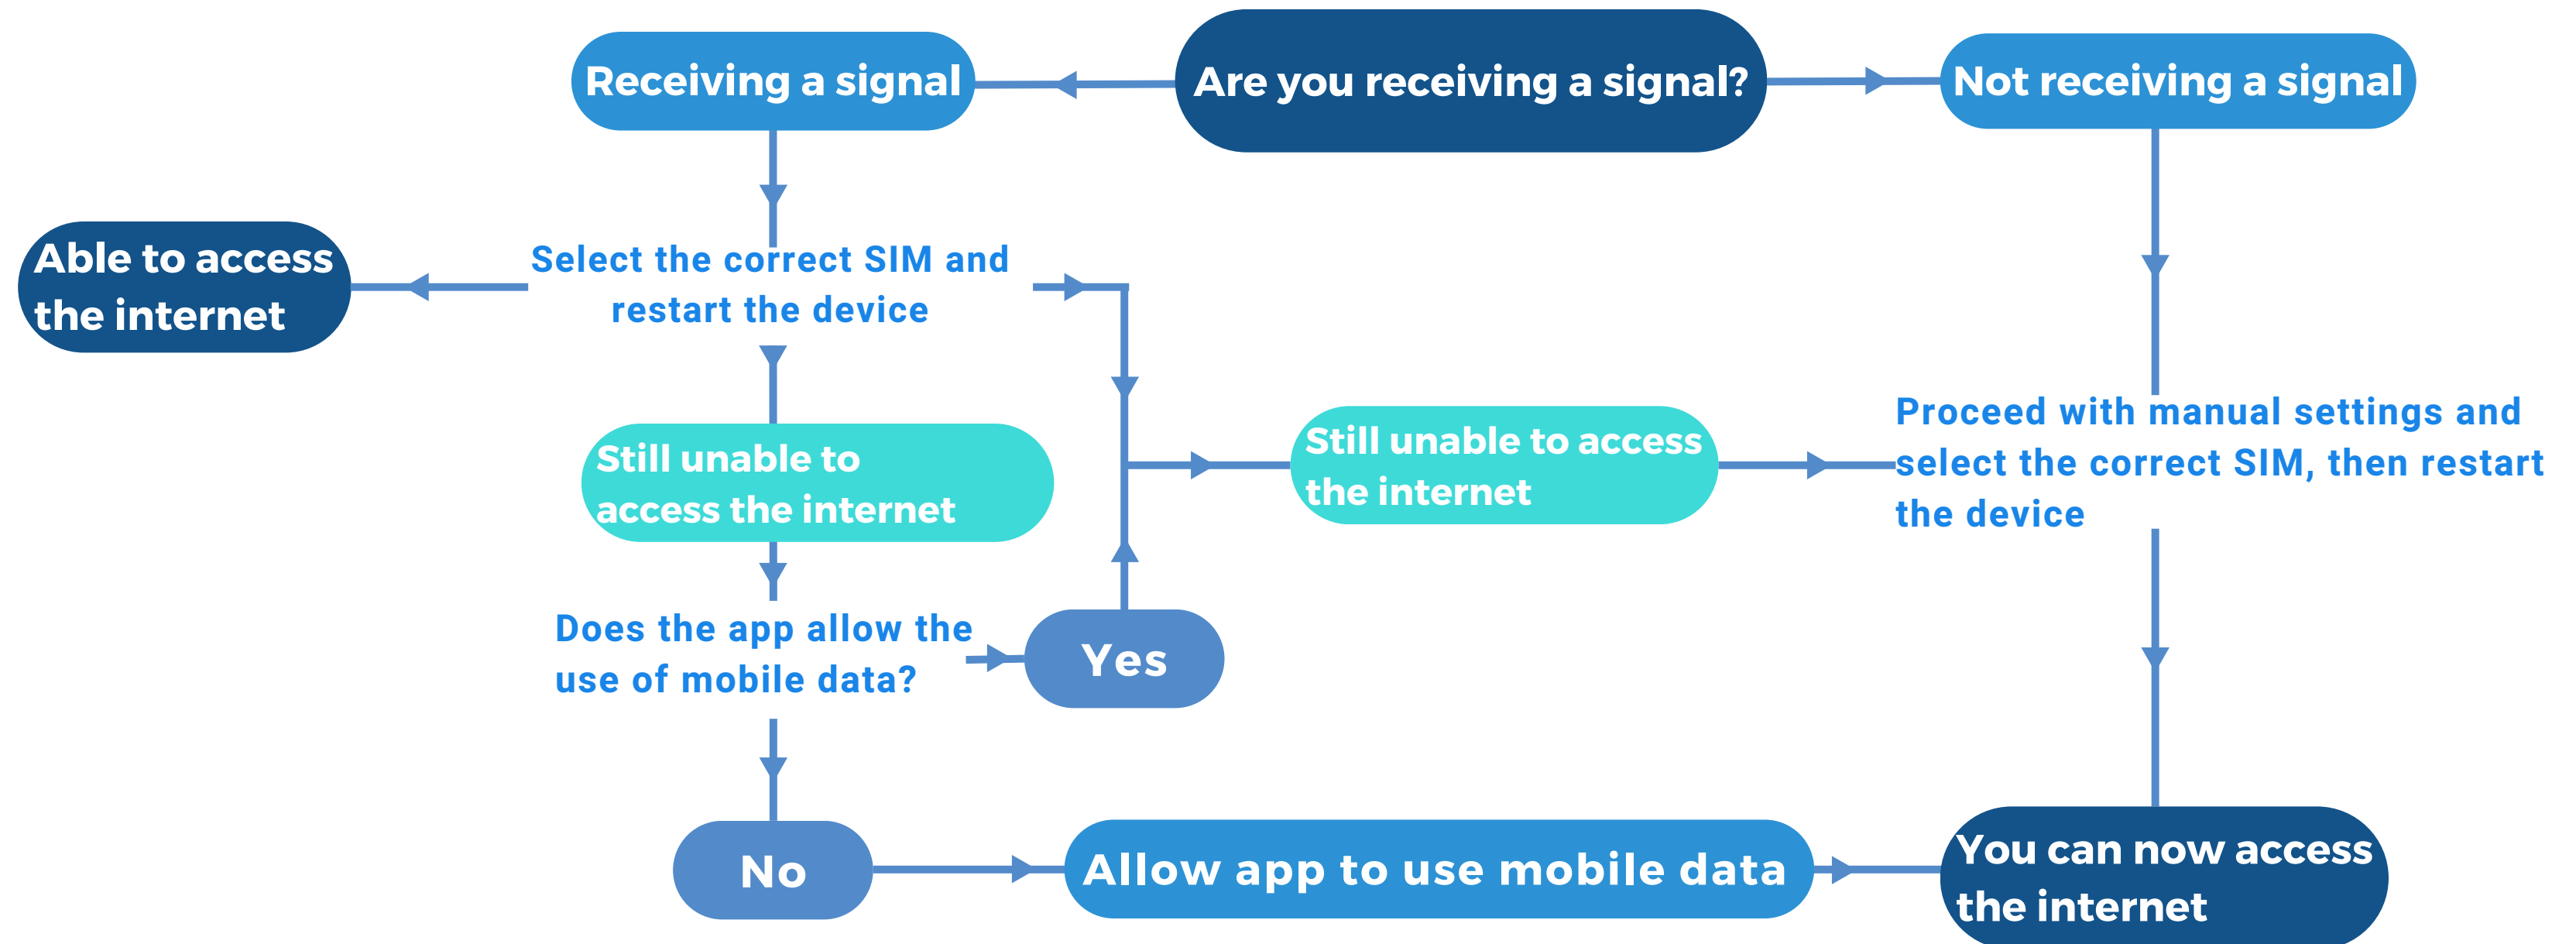 Receiving a signal
Are you receiving a signal?
Not receiving a signal
Able to access
the internet
Select the correct SIM and
restart the device
Still unable to
access the internet
Still unable to access
the internet
Proceed with manual settings and
select the correct SIM, then restart
the device
Does the app allow the
use of mobile data?
Yes
No
Allow app to use mobile data
You can now access
the internet